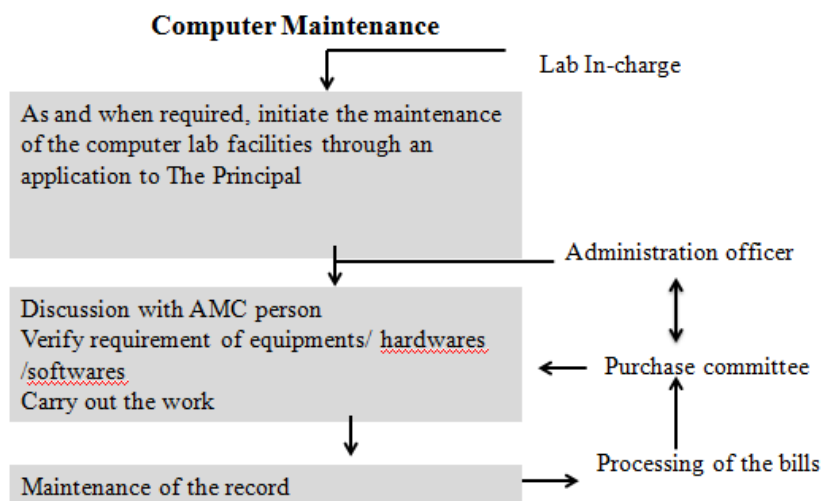 Computer Maintenance
Lab In-charge
As and when required, initiate the maintenance
of the computer lab facilities through an
application to The Principal
Administration officer
Discussion with AMC person
Verify requirement of equipments/ hardwares
/softwares
Carry out the work
Purchase committee
Processing of the bills
Maintenance of the record